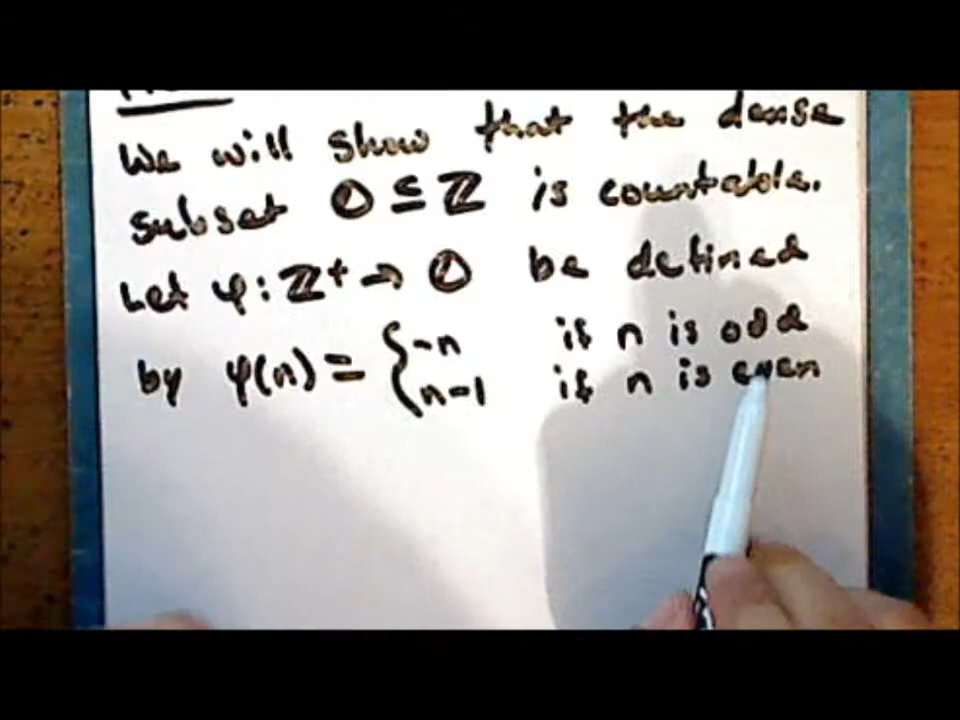 We will show that the dense
subset 𝕆 ⊆ ℤ is countable.
Let φ: ℤ⁺ → 𝕆 be defined
by φ(n) = { -n if n is odd
n-1 if n is even